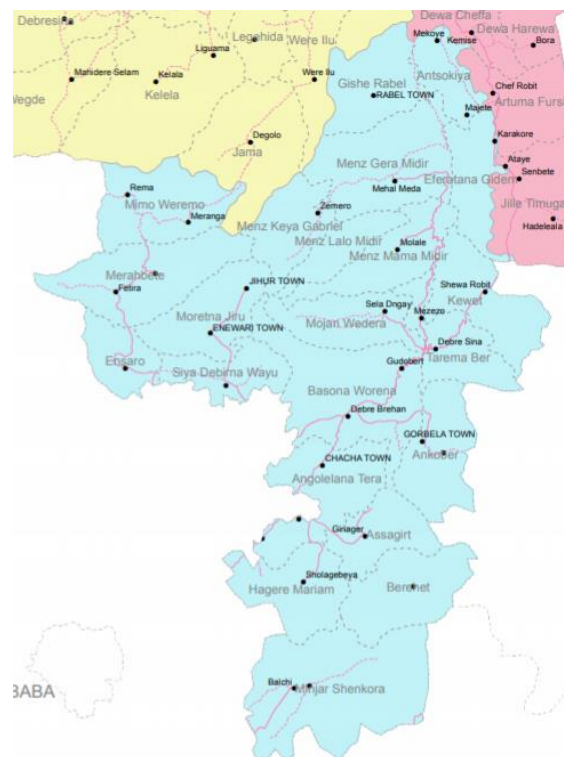 Debresina
Legehida
Were Ilu
Liguama
Mahidere Selam
Kelala
Kelela
Were Ilu
Wegde
Degolo
Jama
Dewa Cheffa
Dewa Harewa
Mekoye
Kemise
Bora
Antsokiya
Gishe Rabel
RABEL TOWN
Chef Robit
Artuma Fursi
Majete
Karakore
Menz Gera Midir
Mehal Meda
Ataye
Eferatana Gidem
Senbete
Jille Timuga
Hadeleala
Rema
Mimo Weremo
Meranga
Zemero
Menz Keya Gabriel
Menz Lalo Midir
Molale
Menz Mama Midir
Merahbete
Fetira
JIHUR TOWN
Shewa Robit
Kewet
Moretna Jiru
ENEWARI TOWN
Sela Dngay
Mojan Wedera
Mezezo
Debre Sina
Tarema Ber
Ensaro
Siya Debirna Wayu
Gudoberi
Basona Worena
Debre Brehan
GORBELA TOWN
Ankober
CHACHA TOWN
Angolelana Tera
Giriager
Assagirt
Sholagebeya
Hagere Mariam
Berehet
BABA
Balchi
Minjar Shenkora